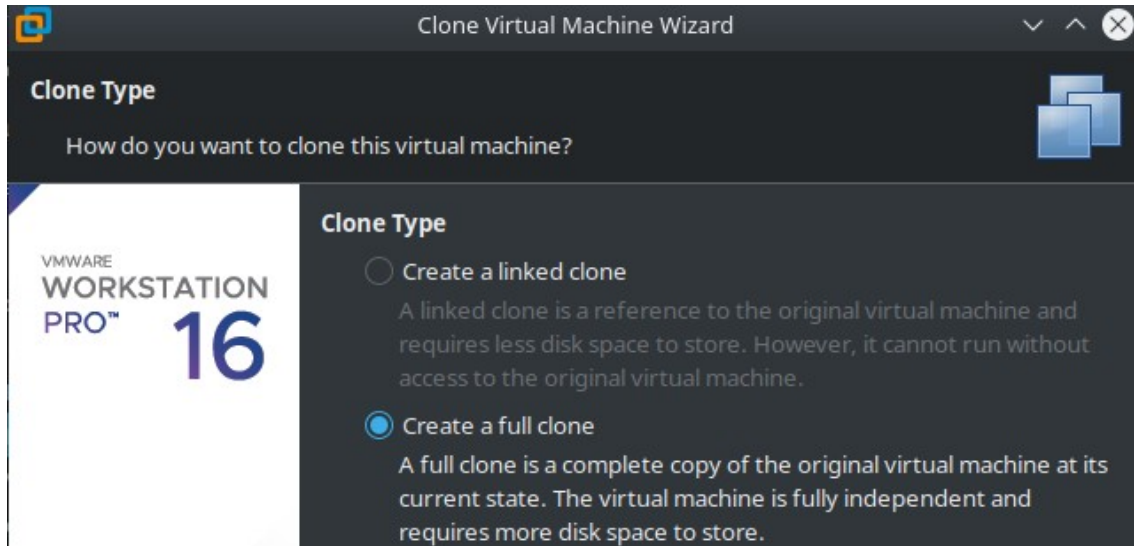 Clone Virtual Machine Wizard
Clone Type
How do you want to clone this virtual machine?
VMWARE
WORKSTATION
PRO™
16
Clone Type
Create a linked clone
A linked clone is a reference to the original virtual machine and
requires less disk space to store. However, it cannot run without
access to the original virtual machine.
Create a full clone
A full clone is a complete copy of the original virtual machine at its
current state. The virtual machine is fully independent and
requires more disk space to store.